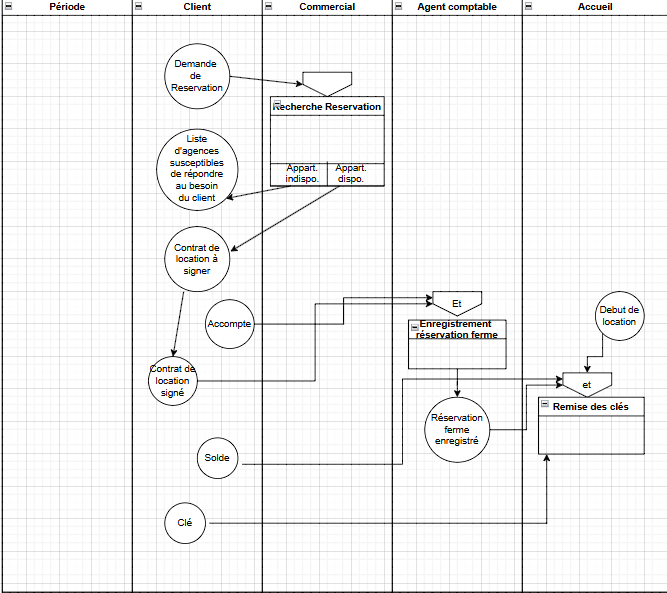 Période
Client
Commercial
Agent comptable
Accueil
Demande
de
Reservation
Recherche Reservation
Appart.
indispo.
Appart.
dispo.
Liste
d'agences
susceptibles
de répondre
au besoin
du client
Contrat de
location à
signer
Accompte
Et
Enregistrement
réservation ferme
Debut de
location
Contrat de
location
signé
et
Remise des clés
Réservation
ferme
enregistré
Solde
Clé